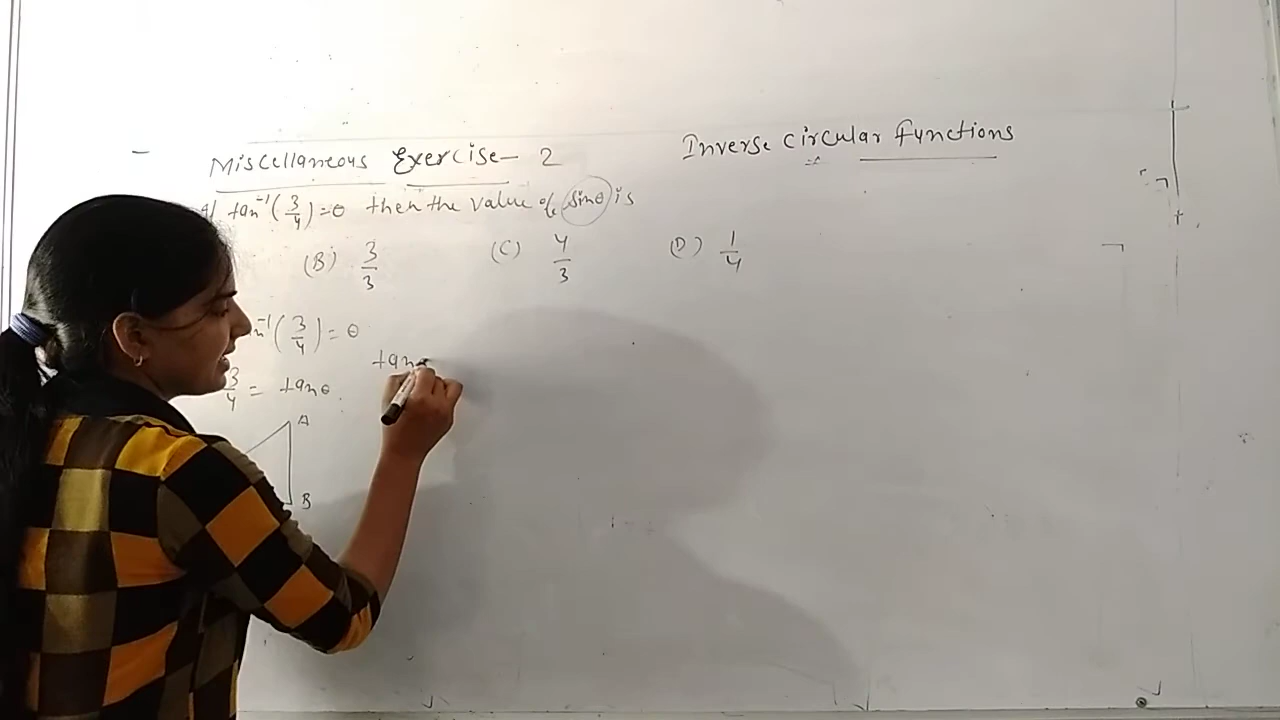 Miscellaneous Exercise- 2
Inverse circular functions
tan⁻¹(3/4)=θ then the value of sinθ is
(B) 3/3 (C) 4/3 (D) 1/4
n⁻¹(3/4)=θ
3/4 = tanθ.
tan
A
B